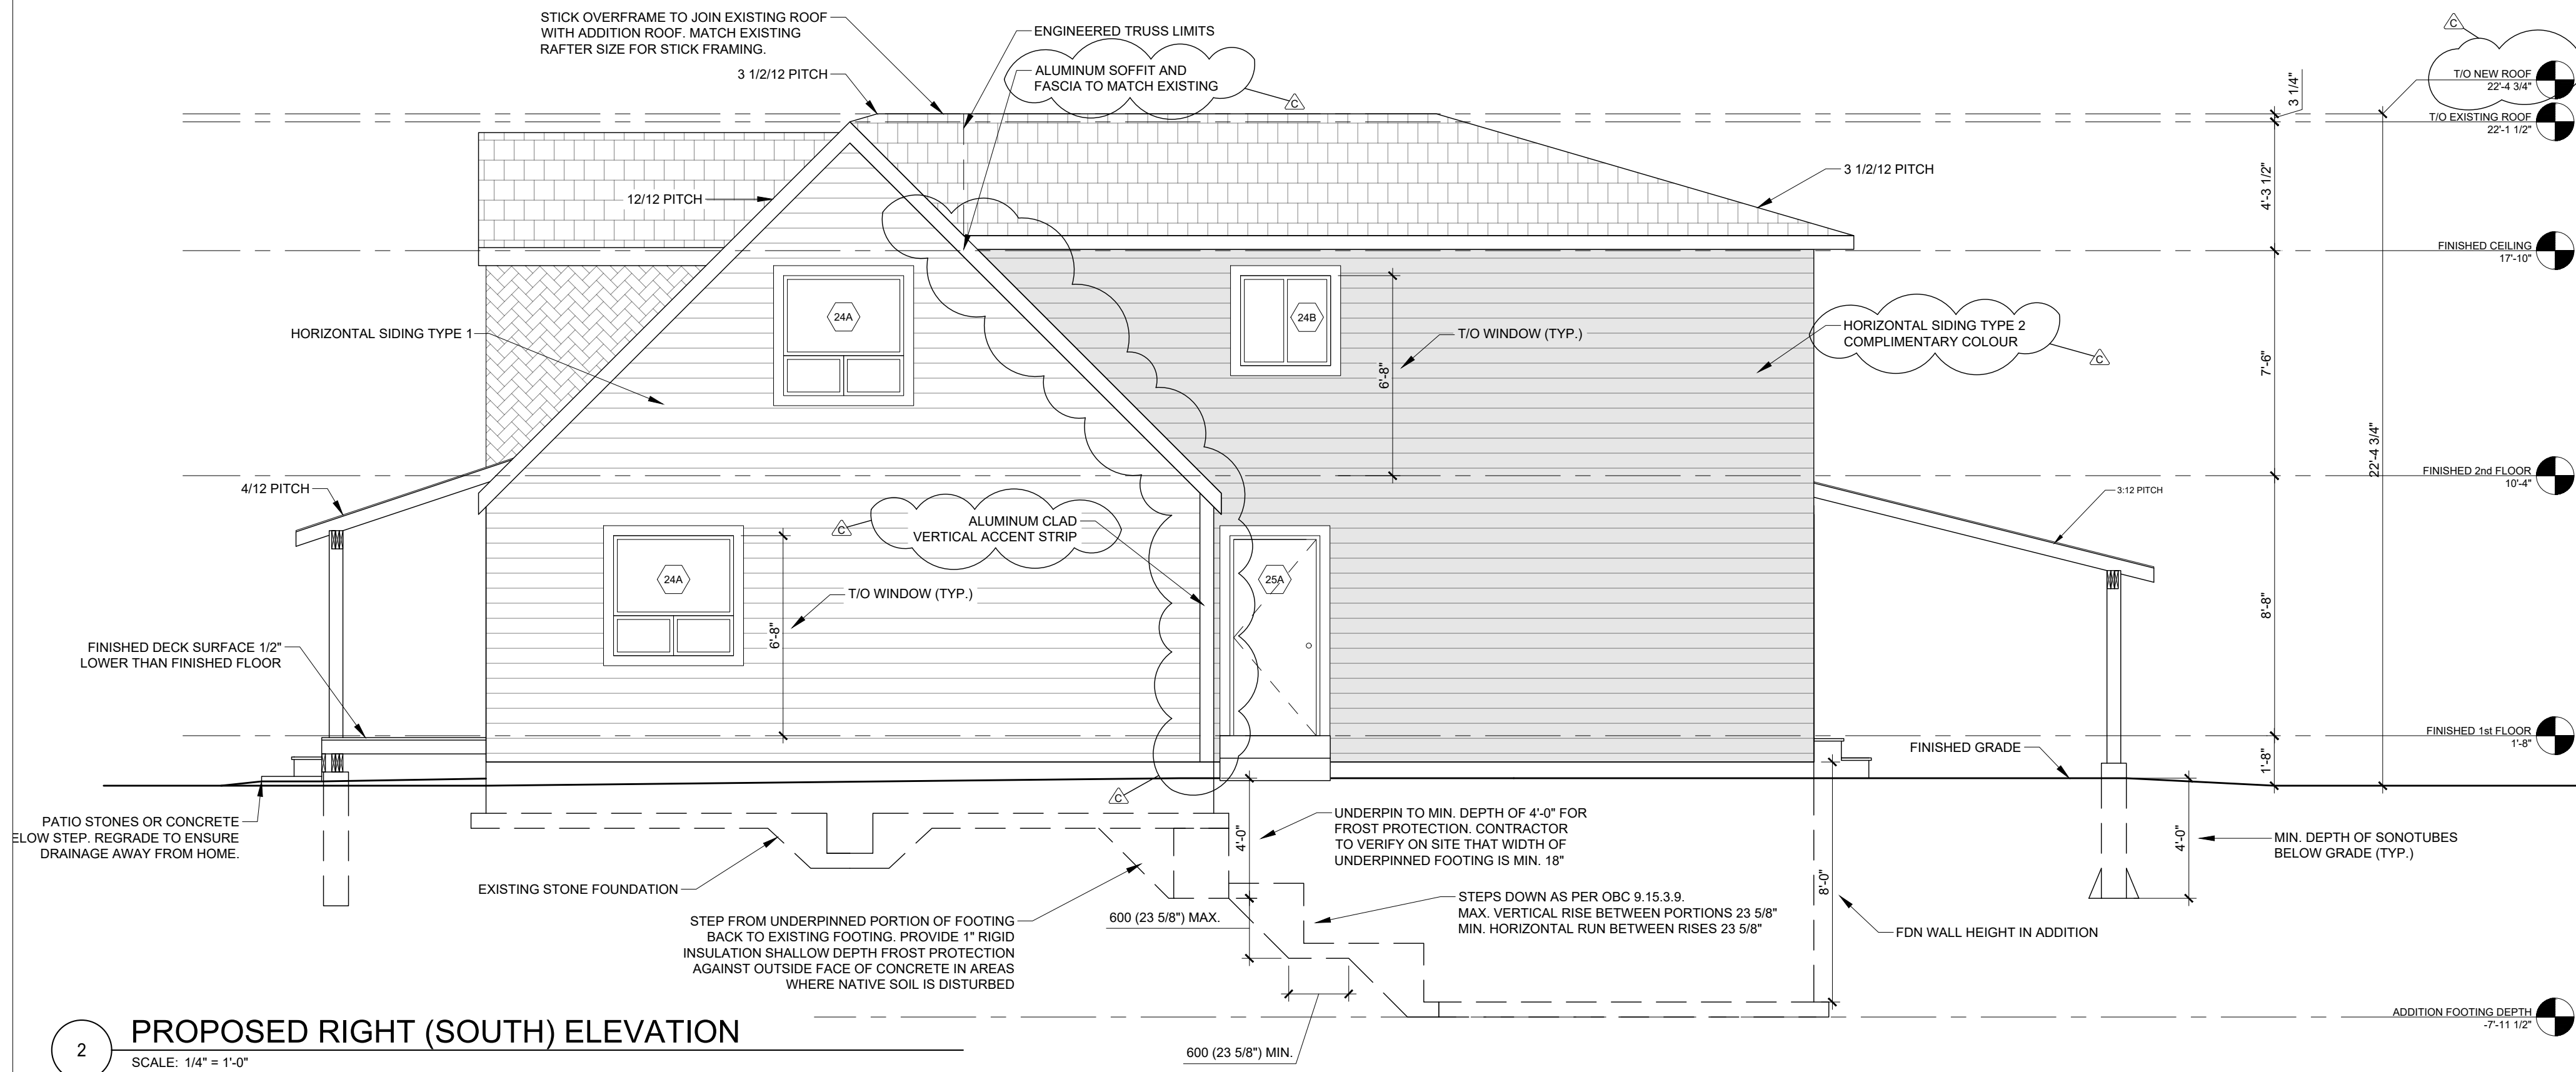 STICK OVERFRAME TO JOIN EXISTING ROOF
WITH ADDITION ROOF. MATCH EXISTING
RAFTER SIZE FOR STICK FRAMING.
3 1/2/12 PITCH
ENGINEERED TRUSS LIMITS
ALUMINUM SOFFIT AND
FASCIA TO MATCH EXISTING
C
C
T/O NEW ROOF
22'-4 3/4"
3 1/4"
T/O EXISTING ROOF
22'-1 1/2"
12/12 PITCH
3 1/2/12 PITCH
4'-3 1/2"
FINISHED CEILING
17'-10"
24A
24B
HORIZONTAL SIDING TYPE 1
T/O WINDOW (TYP.)
6'-8"
HORIZONTAL SIDING TYPE 2
COMPLIMENTARY COLOUR
C
7'-6"
22'-4 3/4"
4/12 PITCH
FINISHED 2nd FLOOR
10'-4"
3:12 PITCH
C
ALUMINUM CLAD
VERTICAL ACCENT STRIP
24A
25A
T/O WINDOW (TYP.)
6'-8"
8'-8"
FINISHED DECK SURFACE 1/2"
LOWER THAN FINISHED FLOOR
FINISHED 1st FLOOR
1'-8"
FINISHED GRADE
1'-8"
C
PATIO STONES OR CONCRETE
ELOW STEP. REGRADE TO ENSURE
DRAINAGE AWAY FROM HOME.
4'-0"
UNDERPIN TO MIN. DEPTH OF 4'-0" FOR
FROST PROTECTION. CONTRACTOR
TO VERIFY ON SITE THAT WIDTH OF
UNDERPINNED FOOTING IS MIN. 18"
4'-0"
MIN. DEPTH OF SONOTUBES
BELOW GRADE (TYP.)
EXISTING STONE FOUNDATION
8'-0"
STEP FROM UNDERPINNED PORTION OF FOOTING
BACK TO EXISTING FOOTING. PROVIDE 1" RIGID
INSULATION SHALLOW DEPTH FROST PROTECTION
AGAINST OUTSIDE FACE OF CONCRETE IN AREAS
WHERE NATIVE SOIL IS DISTURBED
600 (23 5/8") MAX.
STEPS DOWN AS PER OBC 9.15.3.9.
MAX. VERTICAL RISE BETWEEN PORTIONS 23 5/8"
MIN. HORIZONTAL RUN BETWEEN RISES 23 5/8"
FDN WALL HEIGHT IN ADDITION
ADDITION FOOTING DEPTH
-7'-11 1/2"
600 (23 5/8") MIN.
2
PROPOSED RIGHT (SOUTH) ELEVATION
SCALE: 1/4" = 1'-0"